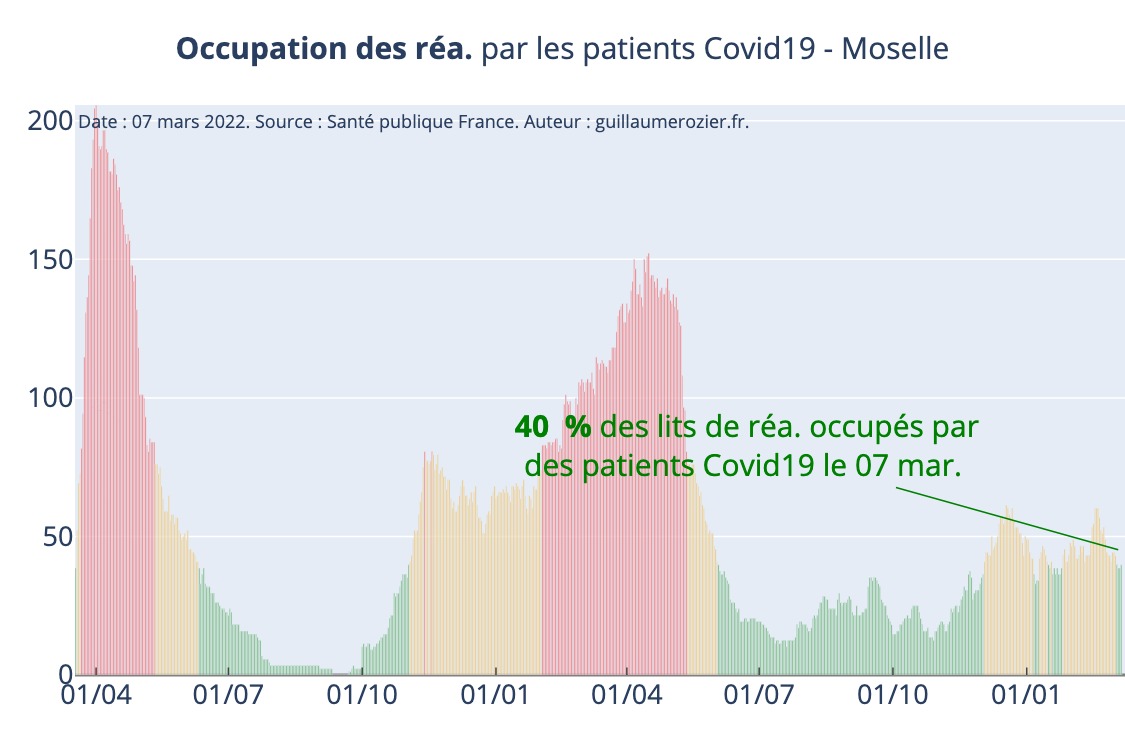 Occupation des réa. par les patients Covid19 - Moselle
200
Date : 07 mars 2022. Source : Santé publique France. Auteur : guillaumerozier.fr.
150
100
40 % des lits de réa. occupés par
des patients Covid19 le 07 mar.
50
0
01/04 01/07 01/10 01/01 01/04 01/07 01/10 01/01